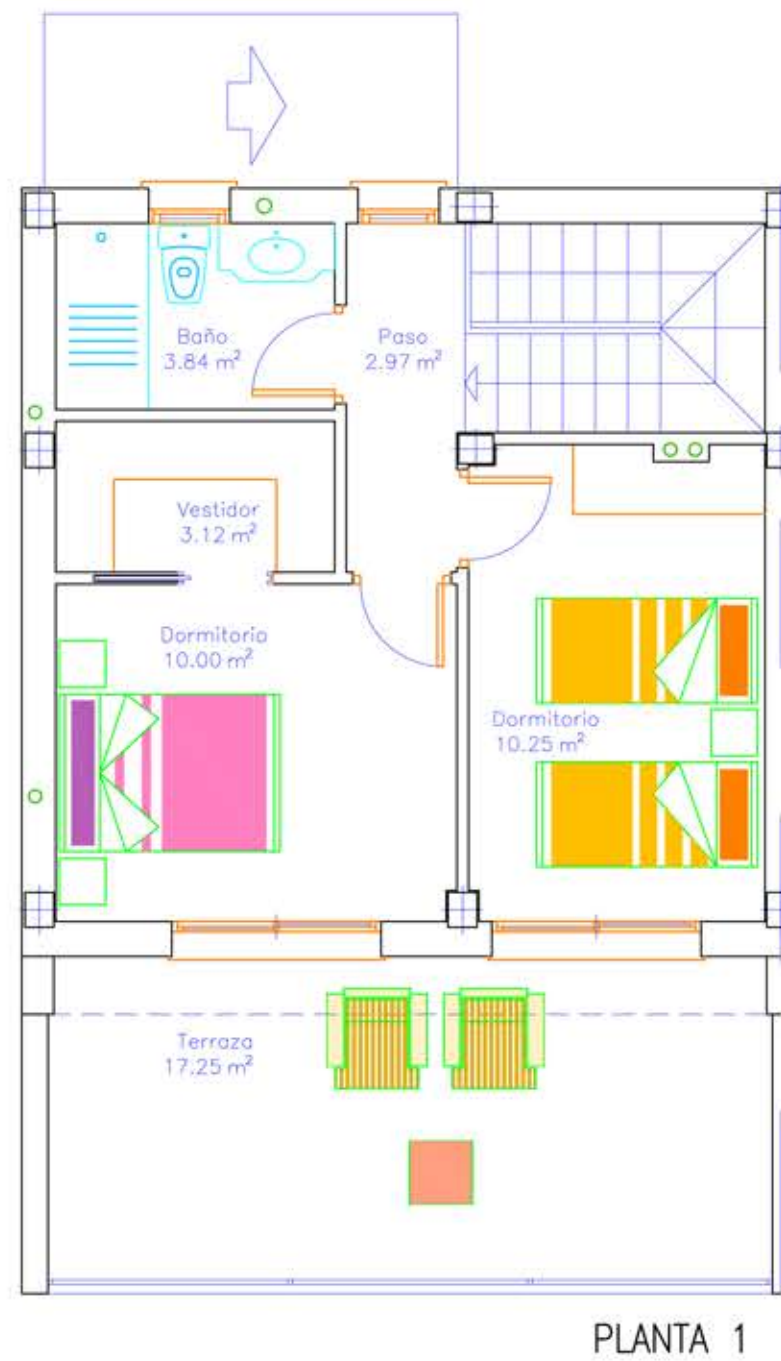 Baño
3.84 m²
Paso
2.97 m²
Vestidor
3.12 m²
Dormitorio
10.00 m²
Dormitorio
10.25 m²
Terraza
17.25 m²
PLANTA 1